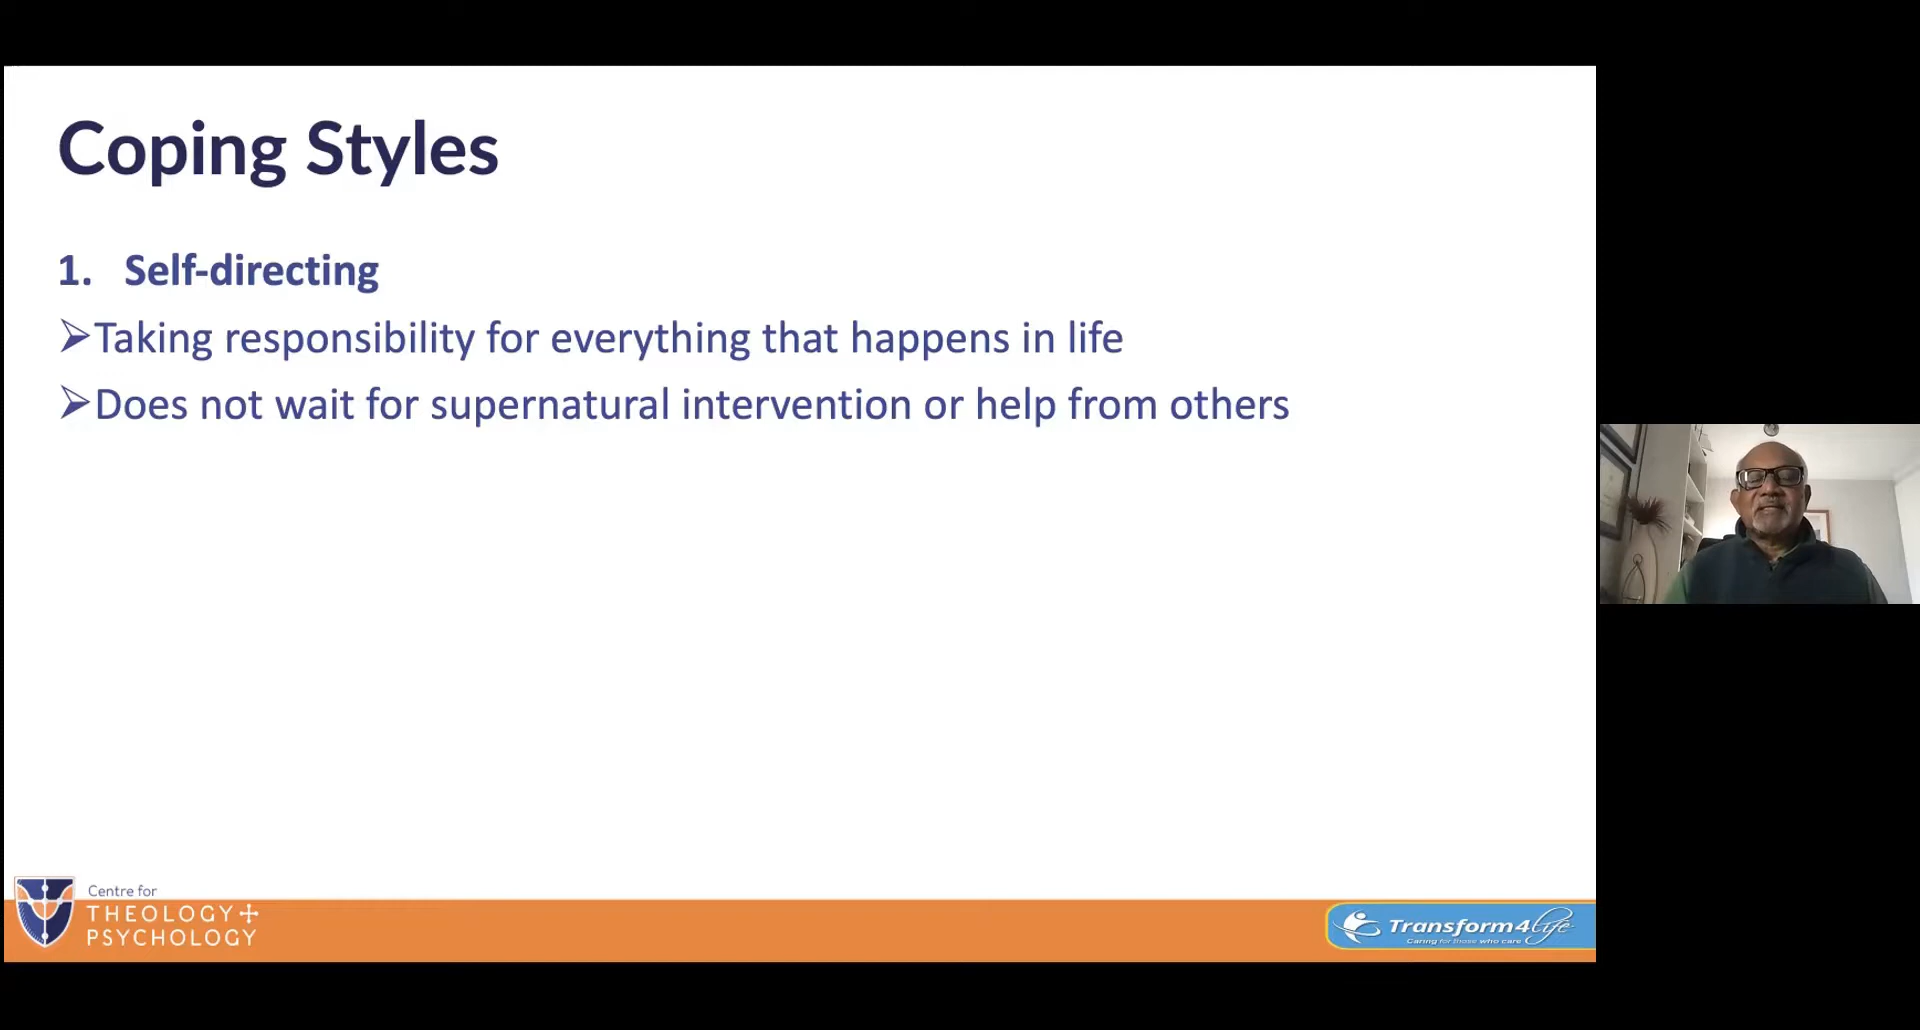 Coping Styles
1. Self-directing
➢Taking responsibility for everything that happens in life
➢Does not wait for supernatural intervention or help from others
Centre for
THEOLOGY+
PSYCHOLOGY
Transform4life
Caring for those who care